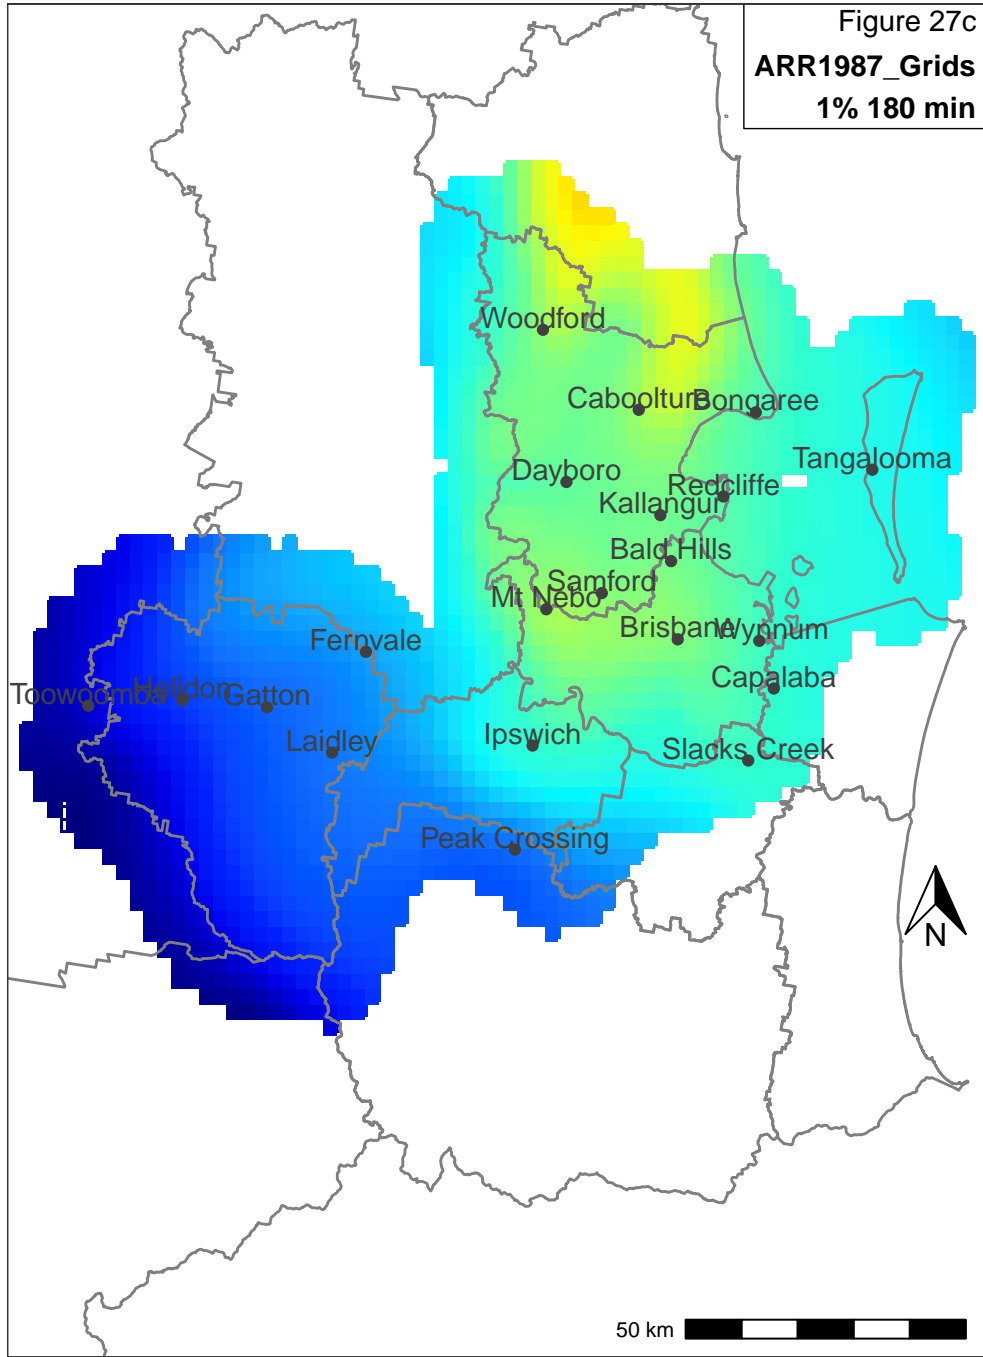 Figure 27c
ARR1987_Grids
1% 180 min
Woodford
Caboolture
Bongaree
Tangalooma
Dayboro
Redcliffe
Kallangur
Bald Hills
Samford
Mt Nebo
Brisbane
Wynnum
Fernvale
Capalaba
Toowoomba
Helidon
Gatton
Ipswich
Laidley
Slacks Creek
Peak Crossing
N
50 km